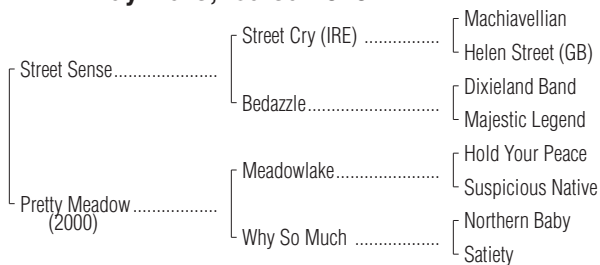 Street Cry (IRE) ..................
Machiavellian
Helen Street (GB)
Street Sense.........................
Bedazzle................................
Dixieland Band
Majestic Legend
Meadowlake.........................
Hold Your Peace
Suspicious Native
Pretty Meadow ....................
(2000)
Why So Much ....................
Northern Baby
Satiety